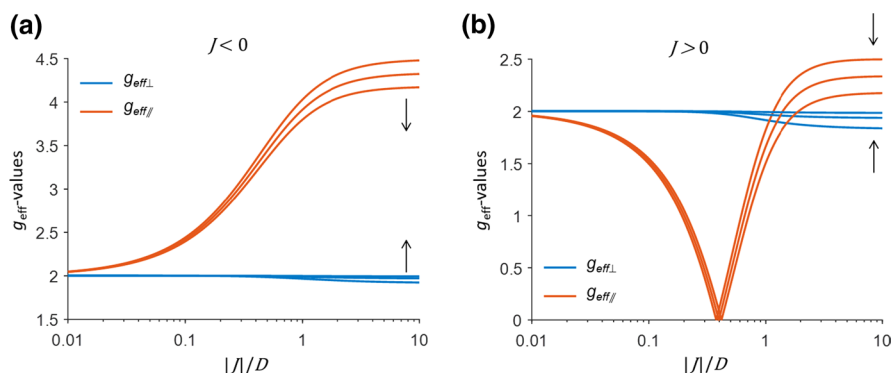 (a)
J < 0
4.5
4
3.5
3
2.5
2
1.5
g_eff-values
g_eff⊥
g_eff//
0.01
0.1
1
10
|J|/D
(b)
J > 0
2.5
2
1.5
1
0.5
0
g_eff-values
g_eff⊥
g_eff//
0.01
0.1
1
10
|J|/D